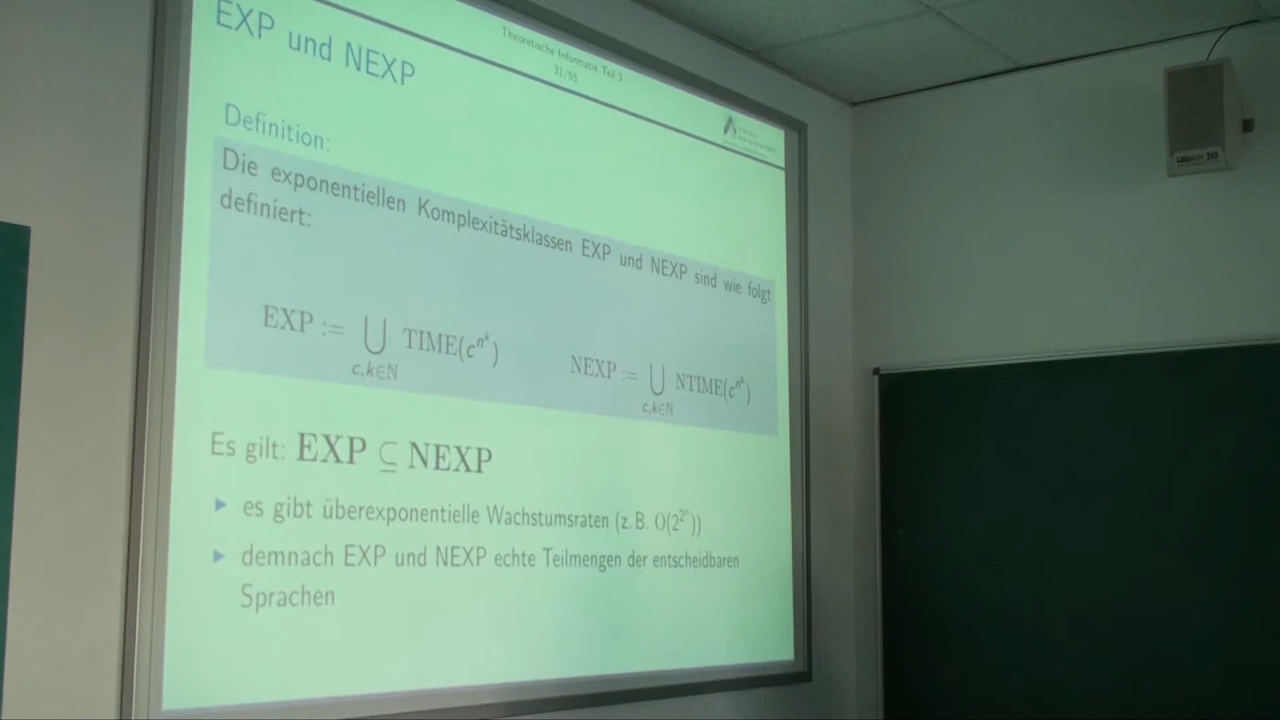 Theoretische Informatik Teil 3
31/55
EXP und NEXP
Definition:
Die exponentiellen Komplexitätsklassen EXP und NEXP sind wie folgt
definiert:
EXP := ⋃_{c,k∈ℕ} TIME(c^{n^k}) NEXP := ⋃_{c,k∈ℕ} NTIME(c^{n^k})
Es gilt: EXP ⊆ NEXP
▶ es gibt überexponentielle Wachstumsraten (z. B. O(2^{2^n}))
▶ demnach EXP und NEXP echte Teilmengen der entscheidbaren
Sprachen